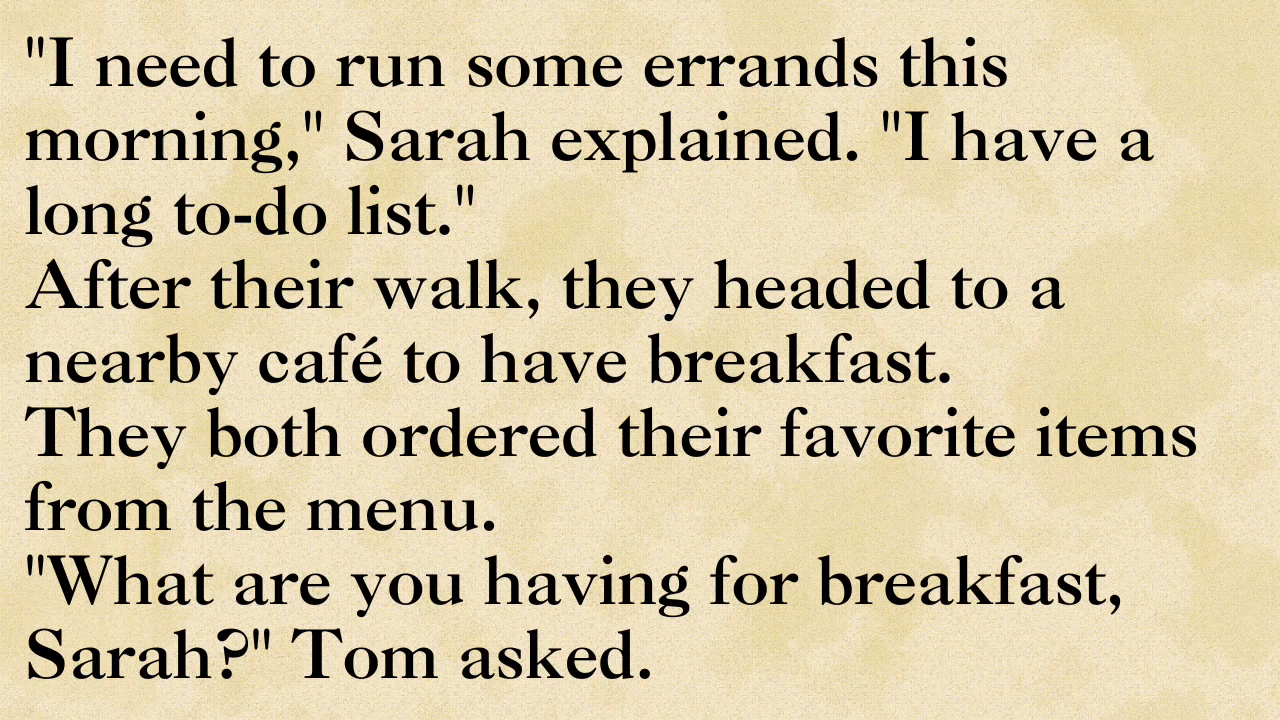 "I need to run some errands this
morning," Sarah explained. "I have a
long to-do list."
After their walk, they headed to a
nearby café to have breakfast.
They both ordered their favorite items
from the menu.
"What are you having for breakfast,
Sarah?" Tom asked.